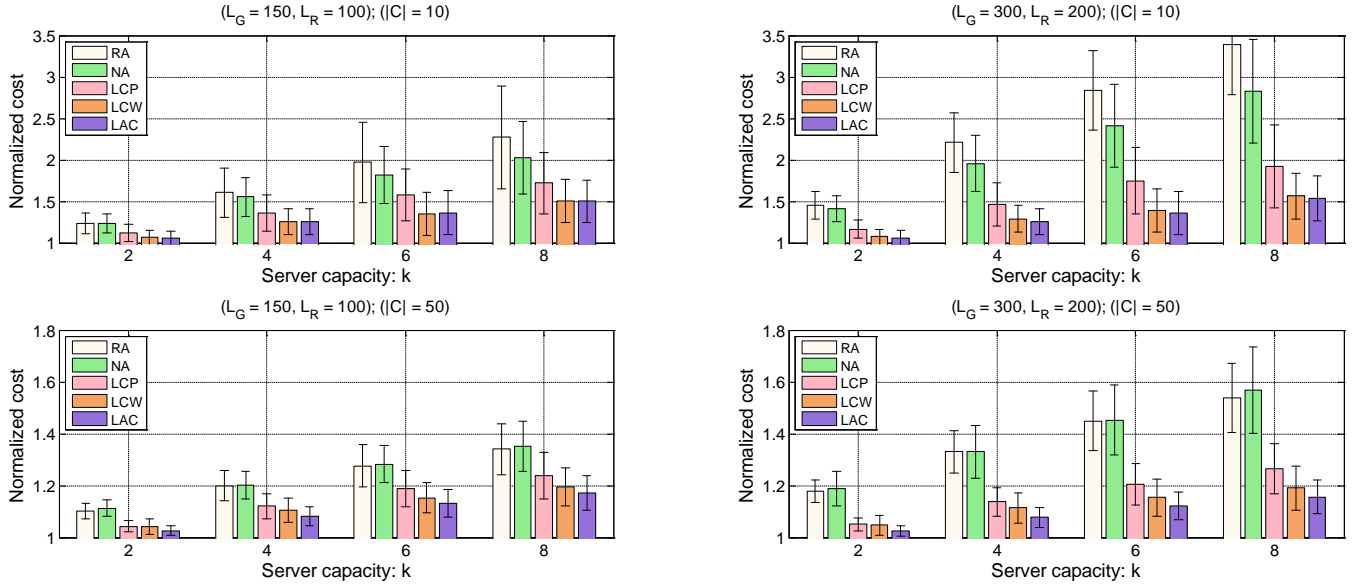 (L_G = 150, L_R = 100); (|C| = 10)
Normalized cost
3.5
3
2.5
2
1.5
1
RA
NA
LCP
LCW
LAC
2 4 6 8
Server capacity: k
(L_G = 300, L_R = 200); (|C| = 10)
Normalized cost
3.5
3
2.5
2
1.5
1
RA
NA
LCP
LCW
LAC
2 4 6 8
Server capacity: k
(L_G = 150, L_R = 100); (|C| = 50)
Normalized cost
1.8
1.6
1.4
1.2
1
RA
NA
LCP
LCW
LAC
2 4 6 8
Server capacity: k
(L_G = 300, L_R = 200); (|C| = 50)
Normalized cost
1.8
1.6
1.4
1.2
1
RA
NA
LCP
LCW
LAC
2 4 6 8
Server capacity: k